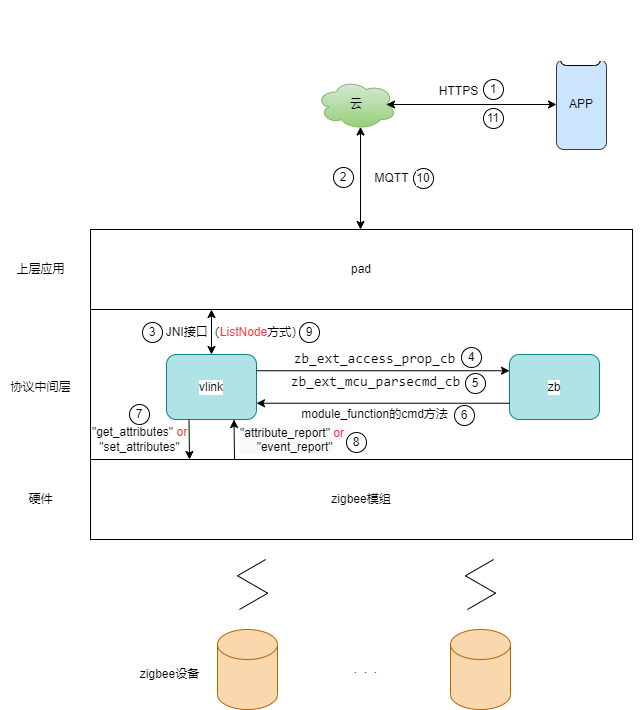 HTTPS 1
云
APP
11
2 MQTT 10
上层应用
pad
3 JNI接口（ListNode方式） 9
zb_ext_access_prop_cb 4
协议中间层
vlink
zb_ext_mcu_parsecmd_cb 5
zb
module_function的cmd方法 6
7
"get_attributes" or
"set_attributes"
"attribute_report" or
"event_report"
8
硬件
zigbee模组
zigbee设备
· · ·